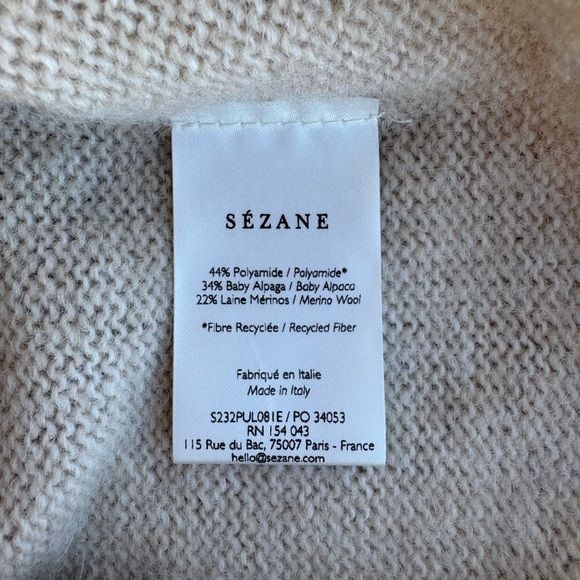 SÉZANE
44% Polyamide / Polyamide*
34% Baby Alpaga / Baby Alpaca
22% Laine Mérinos / Merino Wool
*Fibre Recyclée / Recycled Fiber
Fabriqué en Italie
Made in Italy
S232PUL081E / PO 34053
RN 154 043
115 Rue du Bac, 75007 Paris - France
hello@sezane.com